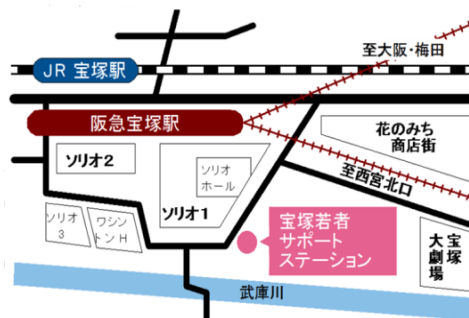 至大阪・梅田
JR 宝塚駅
阪急宝塚駅
花のみち
商店街
ソリオ2
ソリオ
ホール
至西宮北口
ソリオ1
ソリオ
3
ワシン
トンH
宝塚若者
サポート
ステーション
宝塚
大劇場
武庫川